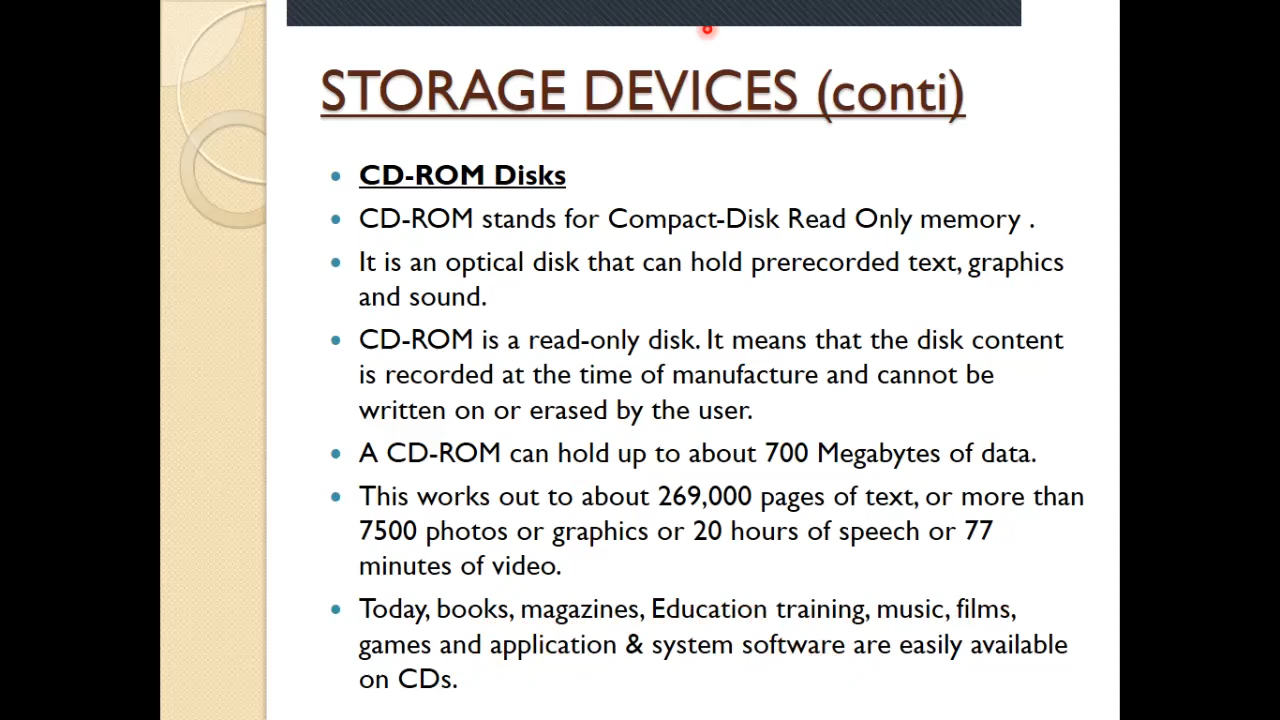 STORAGE DEVICES (conti)
• CD-ROM Disks
• CD-ROM stands for Compact-Disk Read Only memory .
• It is an optical disk that can hold prerecorded text, graphics
and sound.
• CD-ROM is a read-only disk. It means that the disk content
is recorded at the time of manufacture and cannot be
written on or erased by the user.
• A CD-ROM can hold up to about 700 Megabytes of data.
• This works out to about 269,000 pages of text, or more than
7500 photos or graphics or 20 hours of speech or 77
minutes of video.
• Today, books, magazines, Education training, music, films,
games and application & system software are easily available
on CDs.